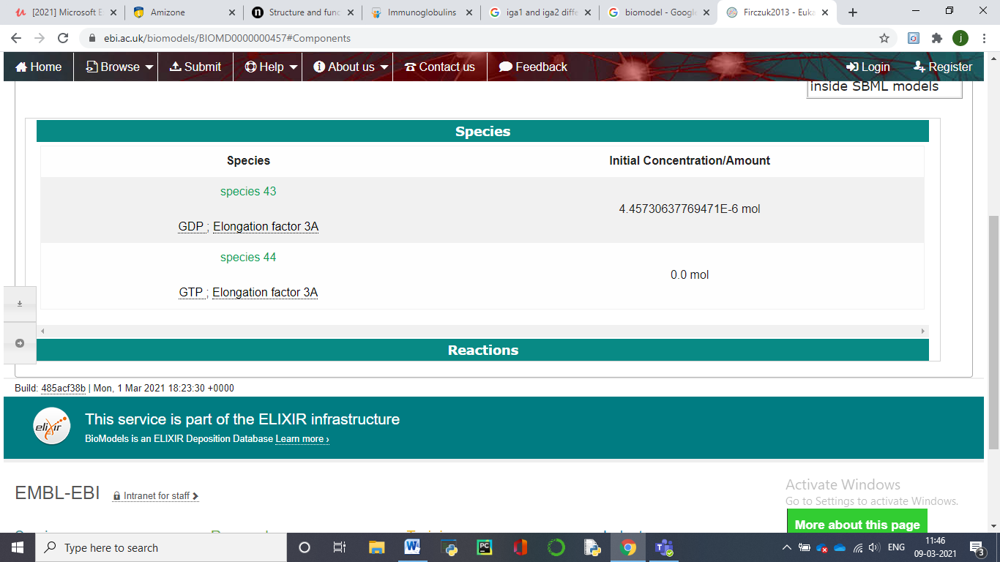 [2021] Microsoft E
Amizone
Structure and func
Immunoglobulins
iga1 and iga2 diffe
biomodel - Google
Firczuk2013 - Euka
ebi.ac.uk/biomodels/BIOMD0000000457#Components
j
Home
Browse
Submit
Help
About us
Contact us
Feedback
Login
Register
inside SBML models
Species
Species Initial Concentration/Amount
species 43
4.45730637769471E-6 mol
GDP ; Elongation factor 3A
species 44
0.0 mol
GTP ; Elongation factor 3A
Reactions
Build: 485acf38b | Mon, 1 Mar 2021 18:23:30 +0000
elixir
This service is part of the ELIXIR infrastructure
BioModels is an ELIXIR Deposition Database Learn more ›
EMBL-EBI
Intranet for staff
Activate Windows
Go to Settings to activate Windows.
More about this page
Type here to search
ENG
11:46
09-03-2021
3